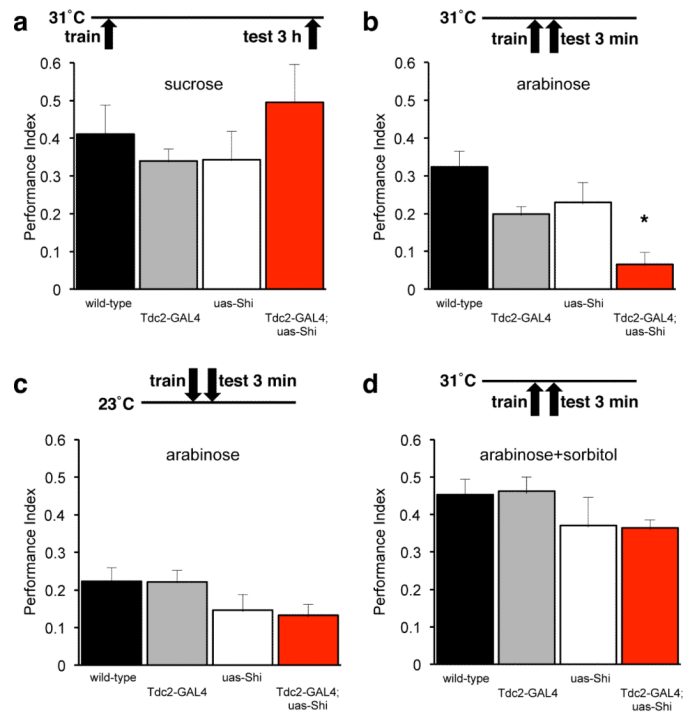 a
31°C
train
test 3 h
sucrose
Performance Index
0.6
0.5
0.4
0.3
0.2
0.1
0
wild-type
Tdc2-GAL4
uas-Shi
Tdc2-GAL4;
uas-Shi
b
31°C
train
test 3 min
arabinose
Performance Index
0.6
0.5
0.4
0.3
0.2
0.1
0
*
wild-type
Tdc2-GAL4
uas-Shi
Tdc2-GAL4;
uas-Shi
c
train
test 3 min
23°C
arabinose
Performance Index
0.6
0.5
0.4
0.3
0.2
0.1
0
wild-type
Tdc2-GAL4
uas-Shi
Tdc2-GAL4;
uas-Shi
d
31°C
train
test 3 min
arabinose+sorbitol
Performance Index
0.6
0.5
0.4
0.3
0.2
0.1
0
wild-type
Tdc2-GAL4
uas-Shi
Tdc2-GAL4;
uas-Shi